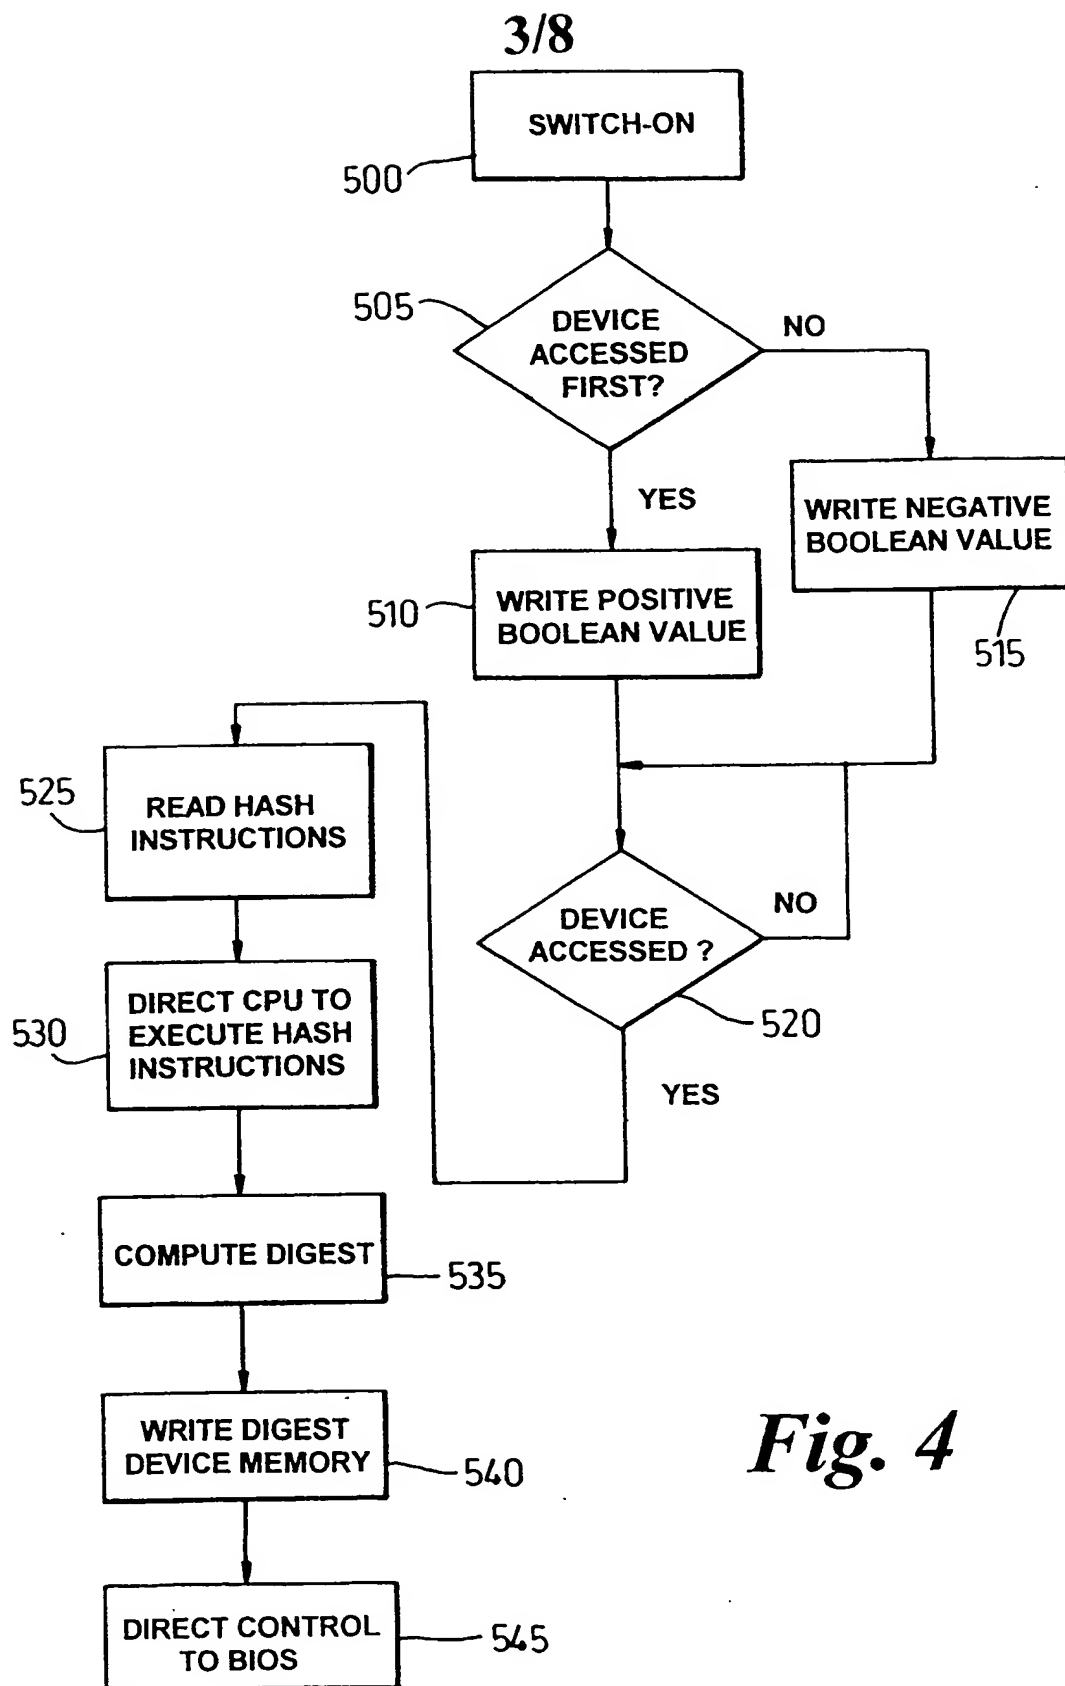 3/8
SWITCH-ON
500
505
DEVICE
ACCESSED
FIRST?
NO
YES
WRITE NEGATIVE
BOOLEAN VALUE
515
510
WRITE POSITIVE
BOOLEAN VALUE
525
READ HASH
INSTRUCTIONS
DEVICE
ACCESSED ?
NO
520
YES
530
DIRECT CPU TO
EXECUTE HASH
INSTRUCTIONS
COMPUTE DIGEST
535
WRITE DIGEST
DEVICE MEMORY
540
DIRECT CONTROL
TO BIOS
545
Fig. 4